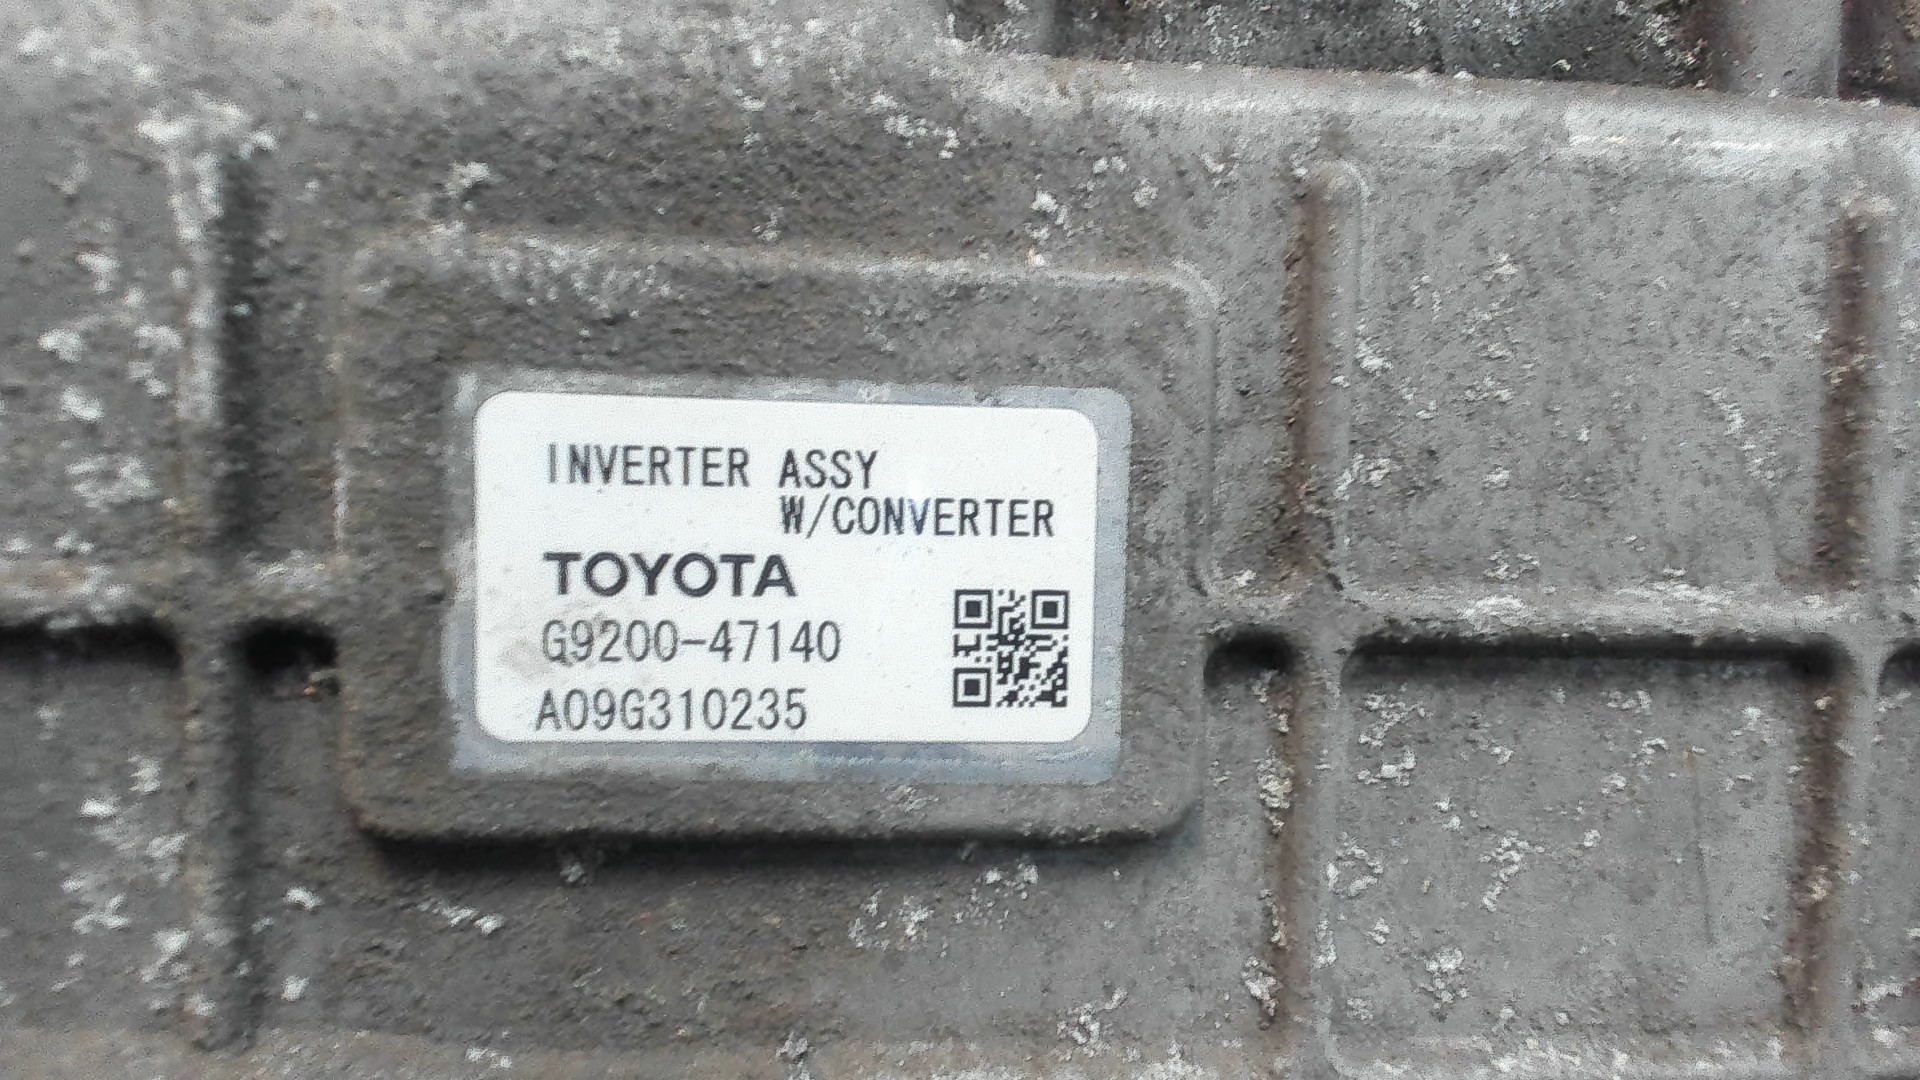 INVERTER ASSY
W/CONVERTER
TOYOTA
G9200-47140
A09G310235